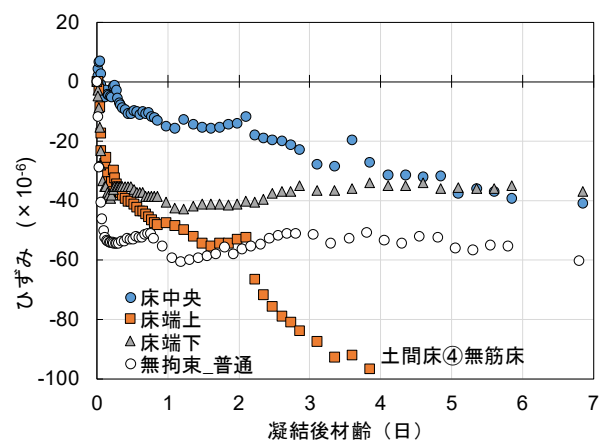 20
0
-20
-40
-60
-80
-100
ひずみ (×10⁻⁶)
床中央
床端上
床端下
無拘束_普通
土間床④無筋床
0 1 2 3 4 5 6 7
凝結後材齢（日）